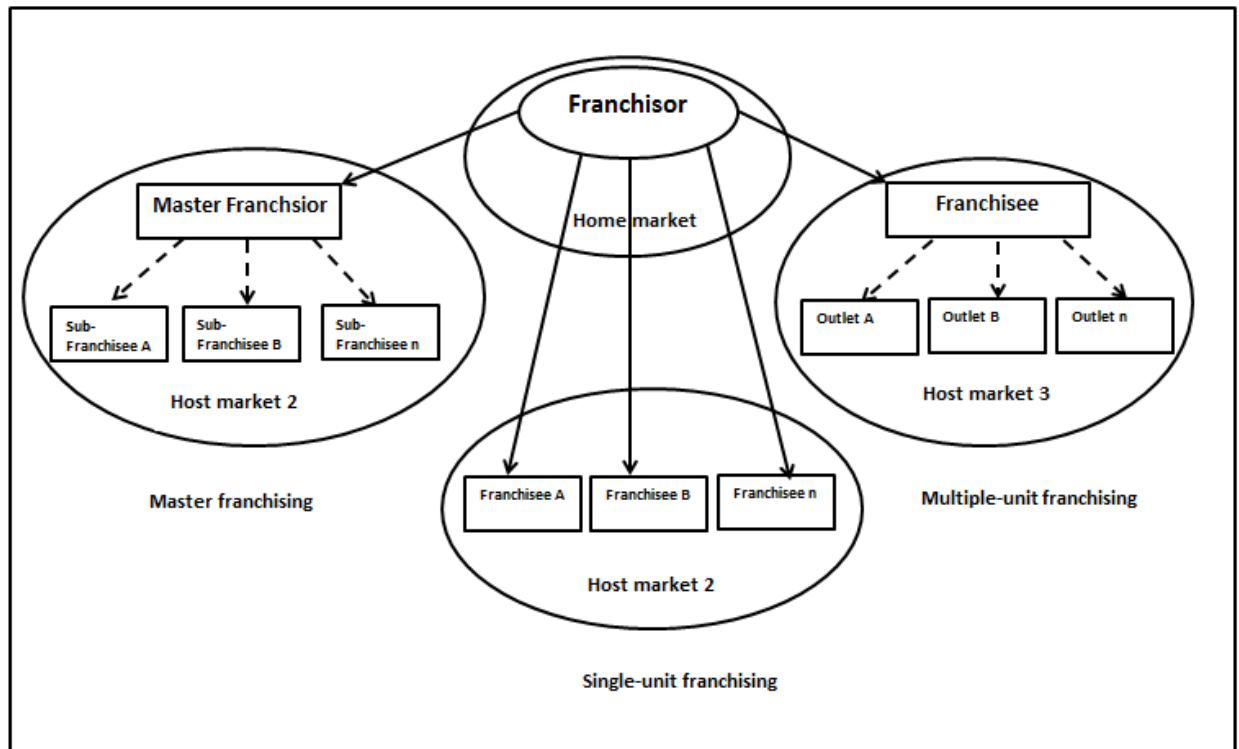 Franchisor
Home market
Master Franchsior
Sub-
Franchisee A
Sub-
Franchisee B
Sub-
Franchisee n
Host market 2
Master franchising
Franchisee A
Franchisee B
Franchisee n
Host market 2
Single-unit franchising
Franchisee
Outlet A
Outlet B
Outlet n
Host market 3
Multiple-unit franchising